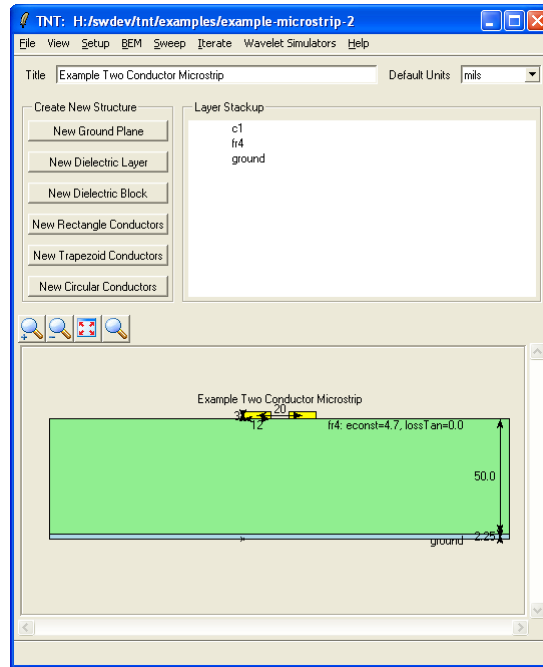 TNT: H:/swdev/tnt/examples/example-microstrip-2
File View Setup BEM Sweep Iterate Wavelet Simulators Help
Title Example Two Conductor Microstrip Default Units mils
Create New Structure
New Ground Plane
New Dielectric Layer
New Dielectric Block
New Rectangle Conductors
New Trapezoid Conductors
New Circular Conductors
Layer Stackup
c1
fr4
ground
Example Two Conductor Microstrip
3 20
12 fr4: econst=4.7, lossTan=0.0
50.0
ground 2.25